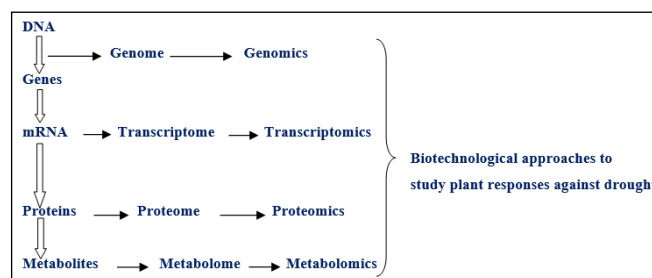 DNA
Genome Genomics
Genes
mRNA Transcriptome Transcriptomics
Biotechnological approaches to
study plant responses against drought
Proteins Proteome Proteomics
Metabolites Metabolome Metabolomics